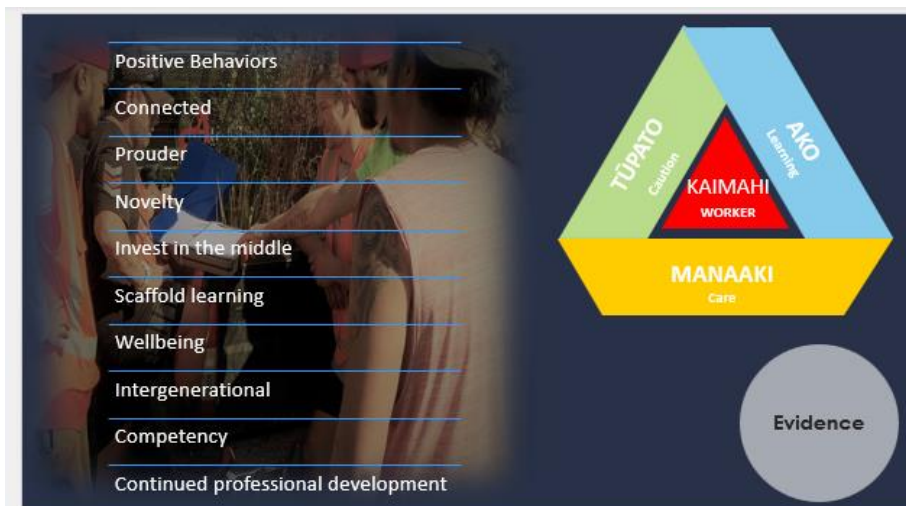 Positive Behaviors
Connected
Prouder
Novelty
Invest in the middle
Scaffold learning
Wellbeing
Intergenerational
Competency
Continued professional development
TŪPATO
Caution
AKO
Learning
KAIMAHI
WORKER
MANAAKI
Care
Evidence